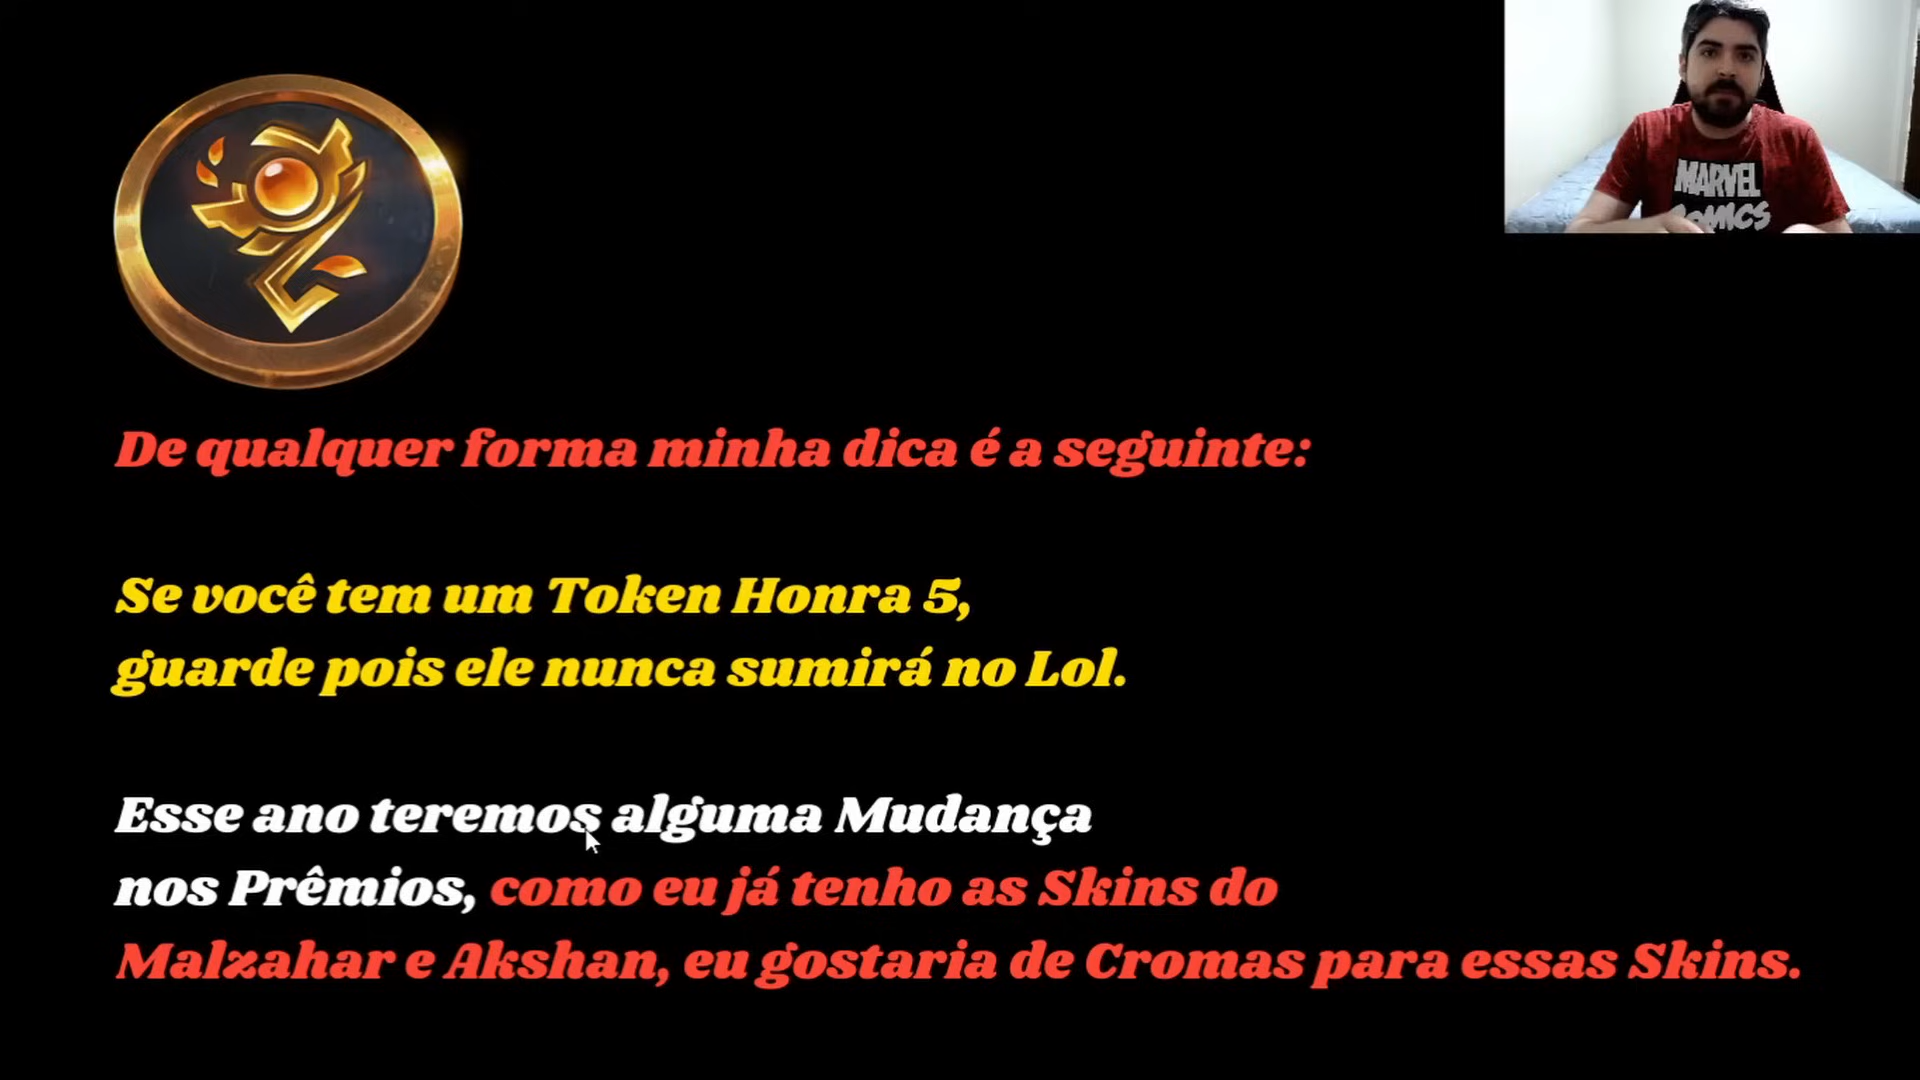 MARVEL
COMICS
De qualquer forma minha dica é a seguinte:
Se você tem um Token Honra 5,
guarde pois ele nunca sumirá no Lol.
Esse ano teremos alguma Mudança
nos Prêmios, como eu já tenho as Skins do
Malzahar e Akshan, eu gostaria de Cromas para essas Skins.